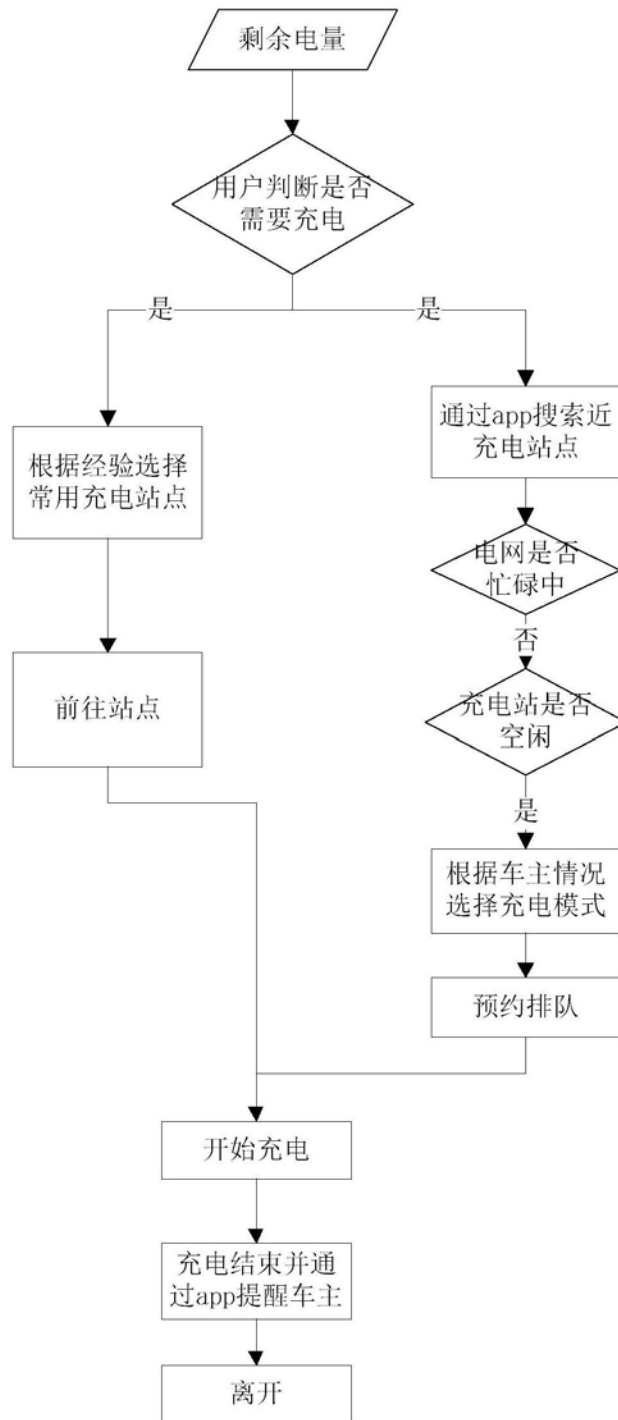 剩余电量
用户判断是否
需要充电
是
是
根据经验选择
常用充电站点
前往站点
通过app搜索近
充电站点
电网是否
忙碌中
否
充电站是否
空闲
是
根据车主情况
选择充电模式
预约排队
开始充电
充电结束并通
过app提醒车主
离开